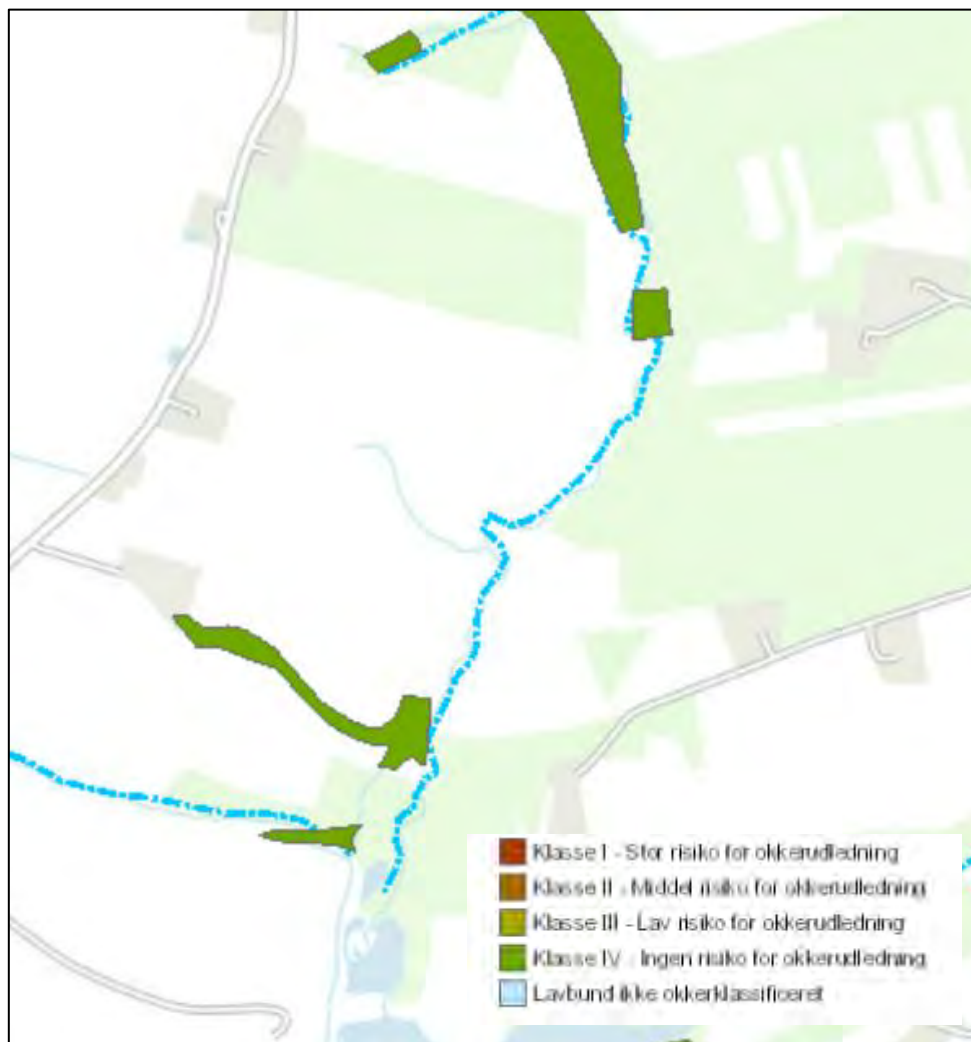 Klasse I - Stor risiko for okkerudledning
Klasse II - Middel risiko for okkerudledning
Klasse III - Lav risiko for okkerudledning
Klasse IV - Ingen risiko for okkerudledning
Lavbund ikke okkerklassificeret